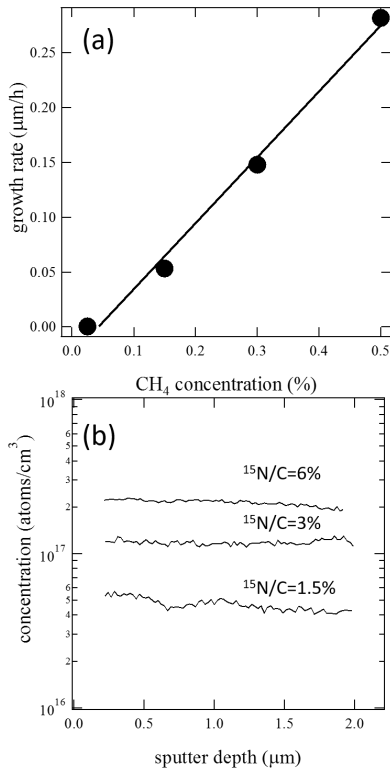 (a)
growth rate (μm/h)
0.25
0.20
0.15
0.10
0.05
0.00
0.0 0.1 0.2 0.3 0.4 0.5
CH4 concentration (%)
(b)
concentration (atoms/cm3)
10^18
6
5
4
3
2
10^17
6
5
4
3
2
10^16
15N/C=6%
15N/C=3%
15N/C=1.5%
0.0 0.5 1.0 1.5 2.0
sputter depth (μm)